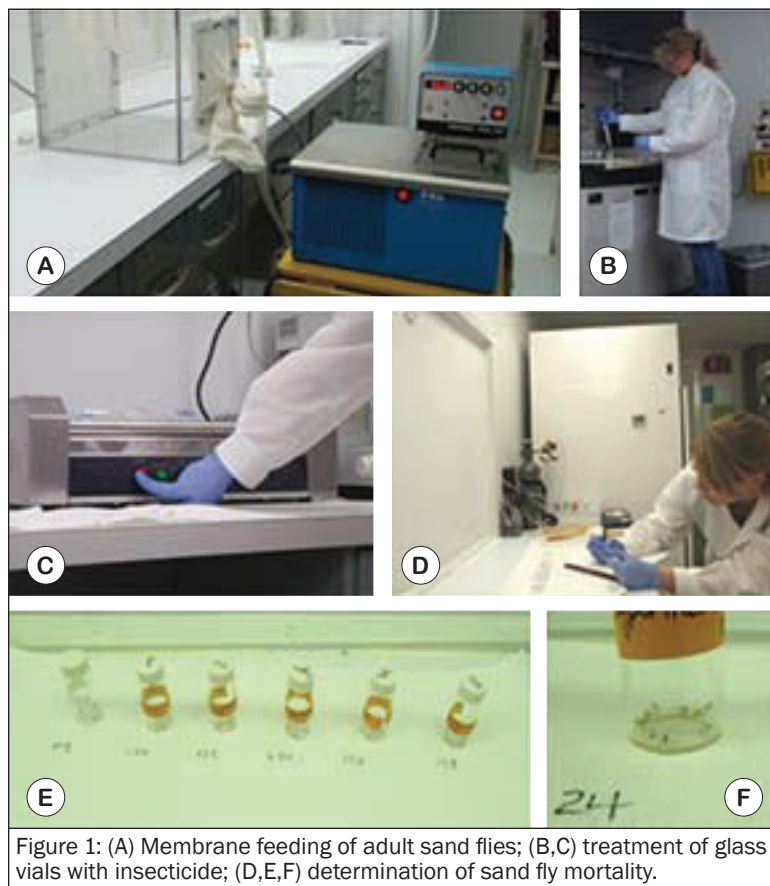 A
B
C
D
E
F
24
Figure 1: (A) Membrane feeding of adult sand flies; (B,C) treatment of glass
vials with insecticide; (D,E,F) determination of sand fly mortality.